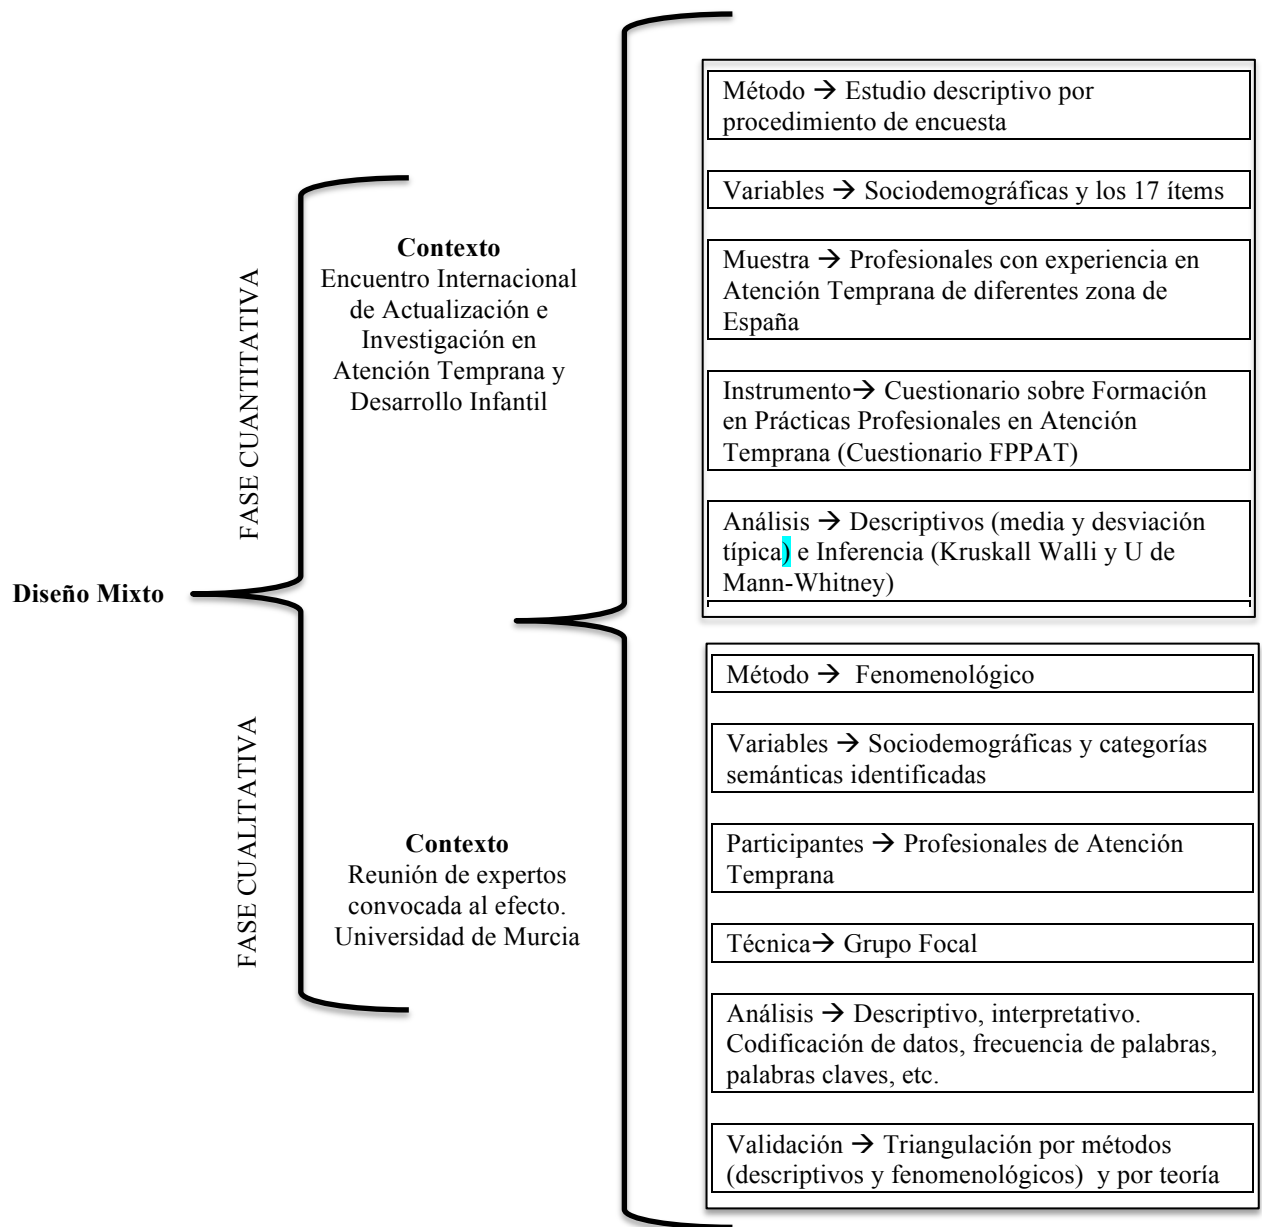 Diseño Mixto
FASE CUANTITATIVA
Contexto
Encuentro Internacional
de Actualización e
Investigación en
Atención Temprana y
Desarrollo Infantil
Método → Estudio descriptivo por
procedimiento de encuesta
Variables → Sociodemográficas y los 17 ítems
Muestra → Profesionales con experiencia en
Atención Temprana de diferentes zona de
España
Instrumento→ Cuestionario sobre Formación
en Prácticas Profesionales en Atención
Temprana (Cuestionario FPPAT)
Análisis → Descriptivos (media y desviación
típica) e Inferencia (Kruskall Walli y U de
Mann-Whitney)
FASE CUALITATIVA
Contexto
Reunión de expertos
convocada al efecto.
Universidad de Murcia
Método → Fenomenológico
Variables → Sociodemográficas y categorías
semánticas identificadas
Participantes → Profesionales de Atención
Temprana
Técnica→ Grupo Focal
Análisis → Descriptivo, interpretativo.
Codificación de datos, frecuencia de palabras,
palabras claves, etc.
Validación → Triangulación por métodos
(descriptivos y fenomenológicos) y por teoría